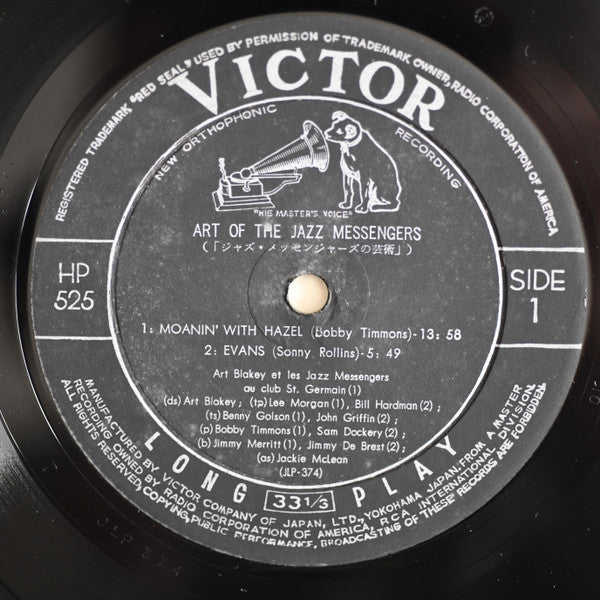 REGISTERED TRADEMARK "RED SEAL" USED BY PERMISSION OF TRADEMARK OWNER, RADIO CORPORATION OF AMERICA
VICTOR
NEW ORTHOPHONIC RECORDING
"HIS MASTER'S VOICE"
ART OF THE JAZZ MESSENGERS
(「ジャズ・メッセンジャーズの芸術」)
HP
525
SIDE
1
1: MOANIN' WITH HAZEL (Bobby Timmons)-13: 58
2: EVANS (Sonny Rollins)-5: 49
Art Blakey et les Jazz Messengers
au club St. Germain(1)
(ds)Art Blakey; (tp)Lee Morgan(1), Bill Hardman(2);
(ts)Benny Golson(1), John Griffin(2);
(p)Bobby Timmons(1), Sam Dockery(2);
(b)Jimmy Merritt(1), Jimmy De Brest(2);
(as)Jackie McLean
(JLP-374)
LONG 33 1/3 PLAY
MANUFACTURED BY VICTOR COMPANY OF JAPAN, LTD., YOKOHAMA, JAPAN, FROM A MASTER
RECORDING OWNED BY RADIO CORPORATION OF AMERICA, RCA INTERNATIONAL DIVISION.
ALL RIGHTS RESERVED, COPYING, PUBLIC PERFORMANCE, BROADCASTING OF THESE RECORDS ARE FORBIDDEN.